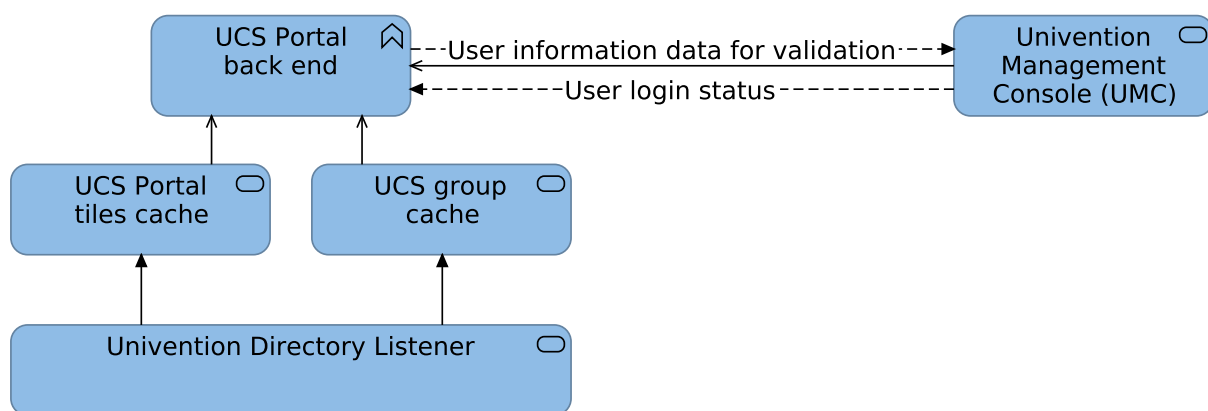 UCS Portal
back end
User information data for validation
User login status
Univention
Management
Console (UMC)
UCS Portal
tiles cache
UCS group
cache
Univention Directory Listener